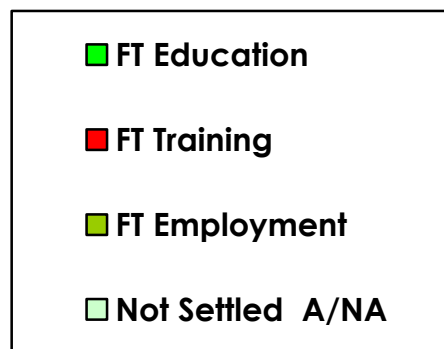 FT Education
FT Training
FT Employment
Not Settled A/NA